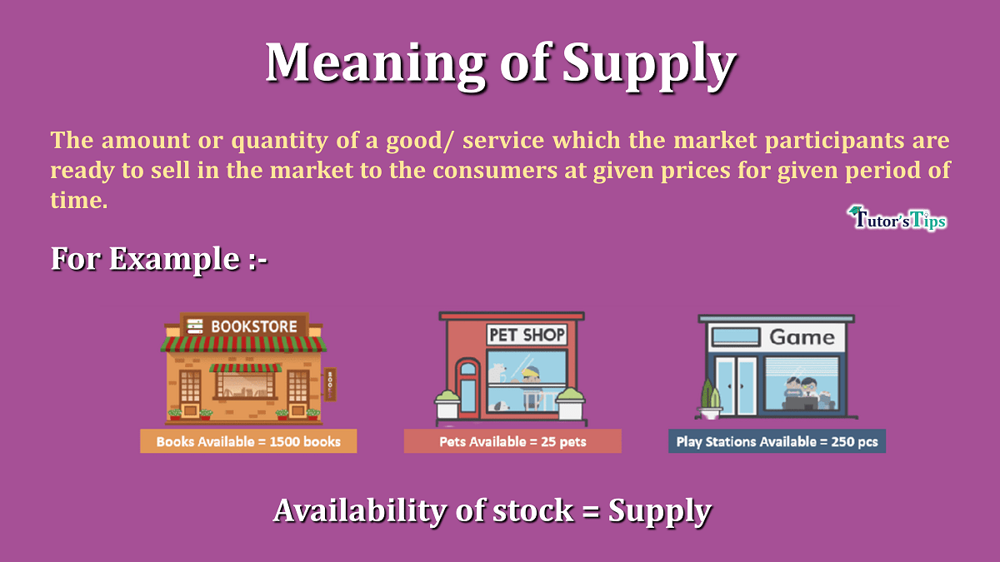 Meaning of Supply
The amount or quantity of a good/ service which the market participants are
ready to sell in the market to the consumers at given prices for given period of
time.
Tutor'sTips
For Example :-
BOOKSTORE
PET SHOP
Game
Books Available = 1500 books
Pets Available = 25 pets
Play Stations Available = 250 pcs
Availability of stock = Supply